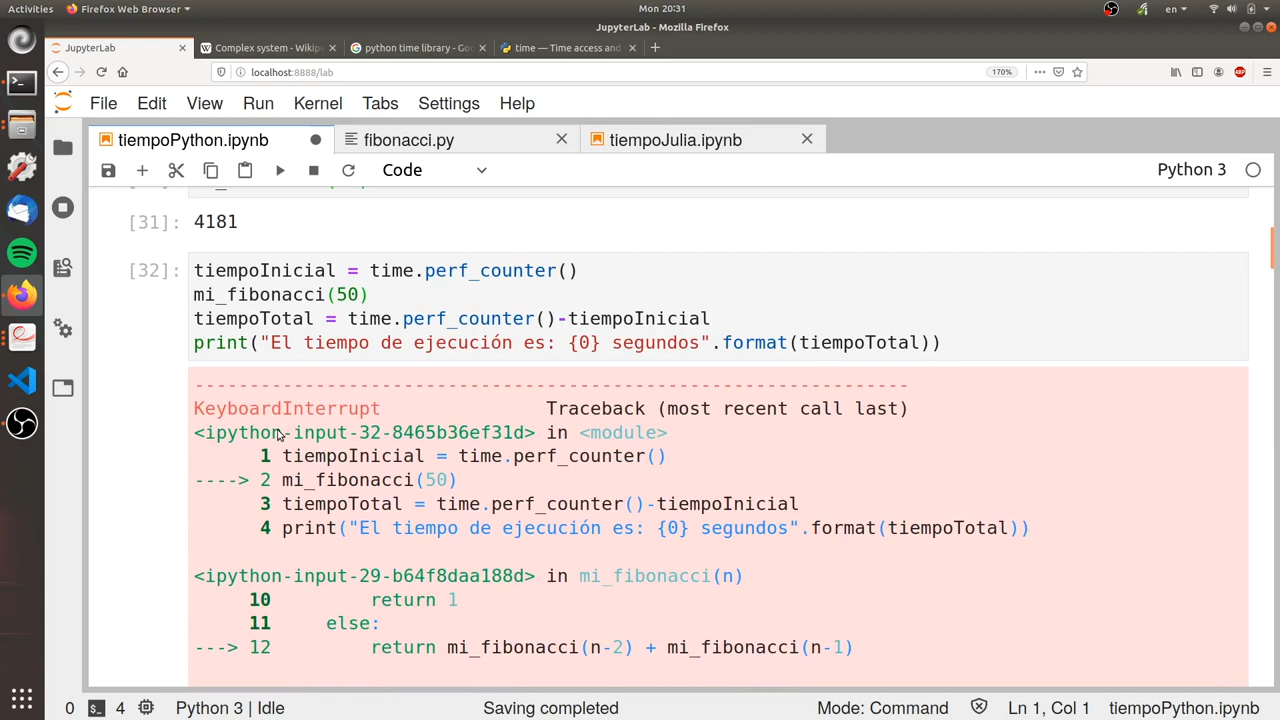 Activities Firefox Web Browser Mon 20:31 en
JupyterLab - Mozilla Firefox
JupyterLab Complex system - Wikipe python time library - Goo time — Time access and
localhost:8888/lab 170%
File Edit View Run Kernel Tabs Settings Help
tiempoPython.ipynb fibonacci.py tiempoJulia.ipynb
Code Python 3
[31]: 4181
[32]: tiempoInicial = time.perf_counter()
mi_fibonacci(50)
tiempoTotal = time.perf_counter()-tiempoInicial
print("El tiempo de ejecución es: {0} segundos".format(tiempoTotal))
---------------------------------------------------------------------------
KeyboardInterrupt Traceback (most recent call last)
<ipython-input-32-8465b36ef31d> in <module>
1 tiempoInicial = time.perf_counter()
----> 2 mi_fibonacci(50)
3 tiempoTotal = time.perf_counter()-tiempoInicial
4 print("El tiempo de ejecución es: {0} segundos".format(tiempoTotal))
<ipython-input-29-b64f8daa188d> in mi_fibonacci(n)
10 return 1
11 else:
---> 12 return mi_fibonacci(n-2) + mi_fibonacci(n-1)
0 4 Python 3 | Idle Saving completed Mode: Command Ln 1, Col 1 tiempoPython.ipynb